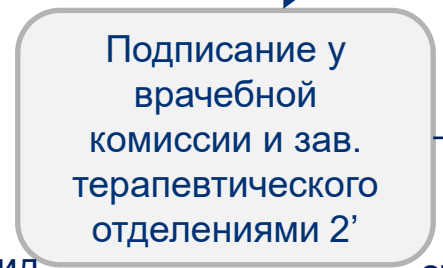 Подписание у
врачебной
комиссии и зав.
терапевтического
отделениями 2’